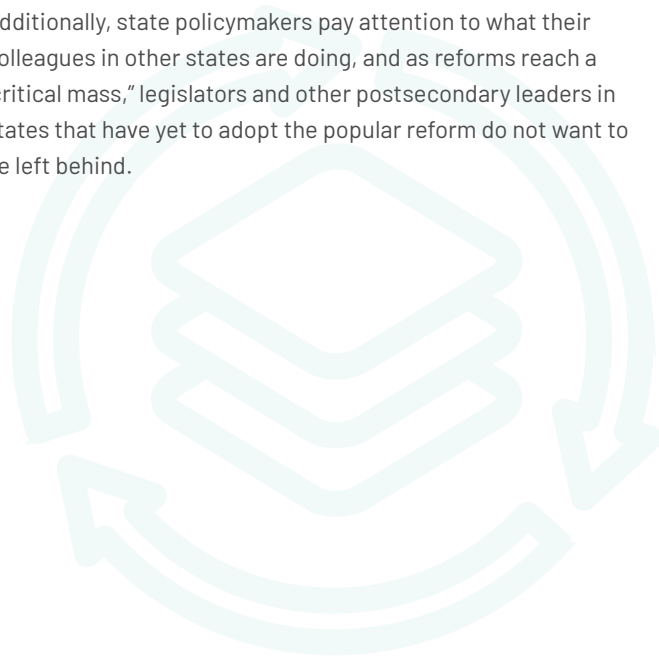 dditionally, state policymakers pay attention to what their
olleagues in other states are doing, and as reforms reach a
critical mass,” legislators and other postsecondary leaders in
tates that have yet to adopt the popular reform do not want to
e left behind.